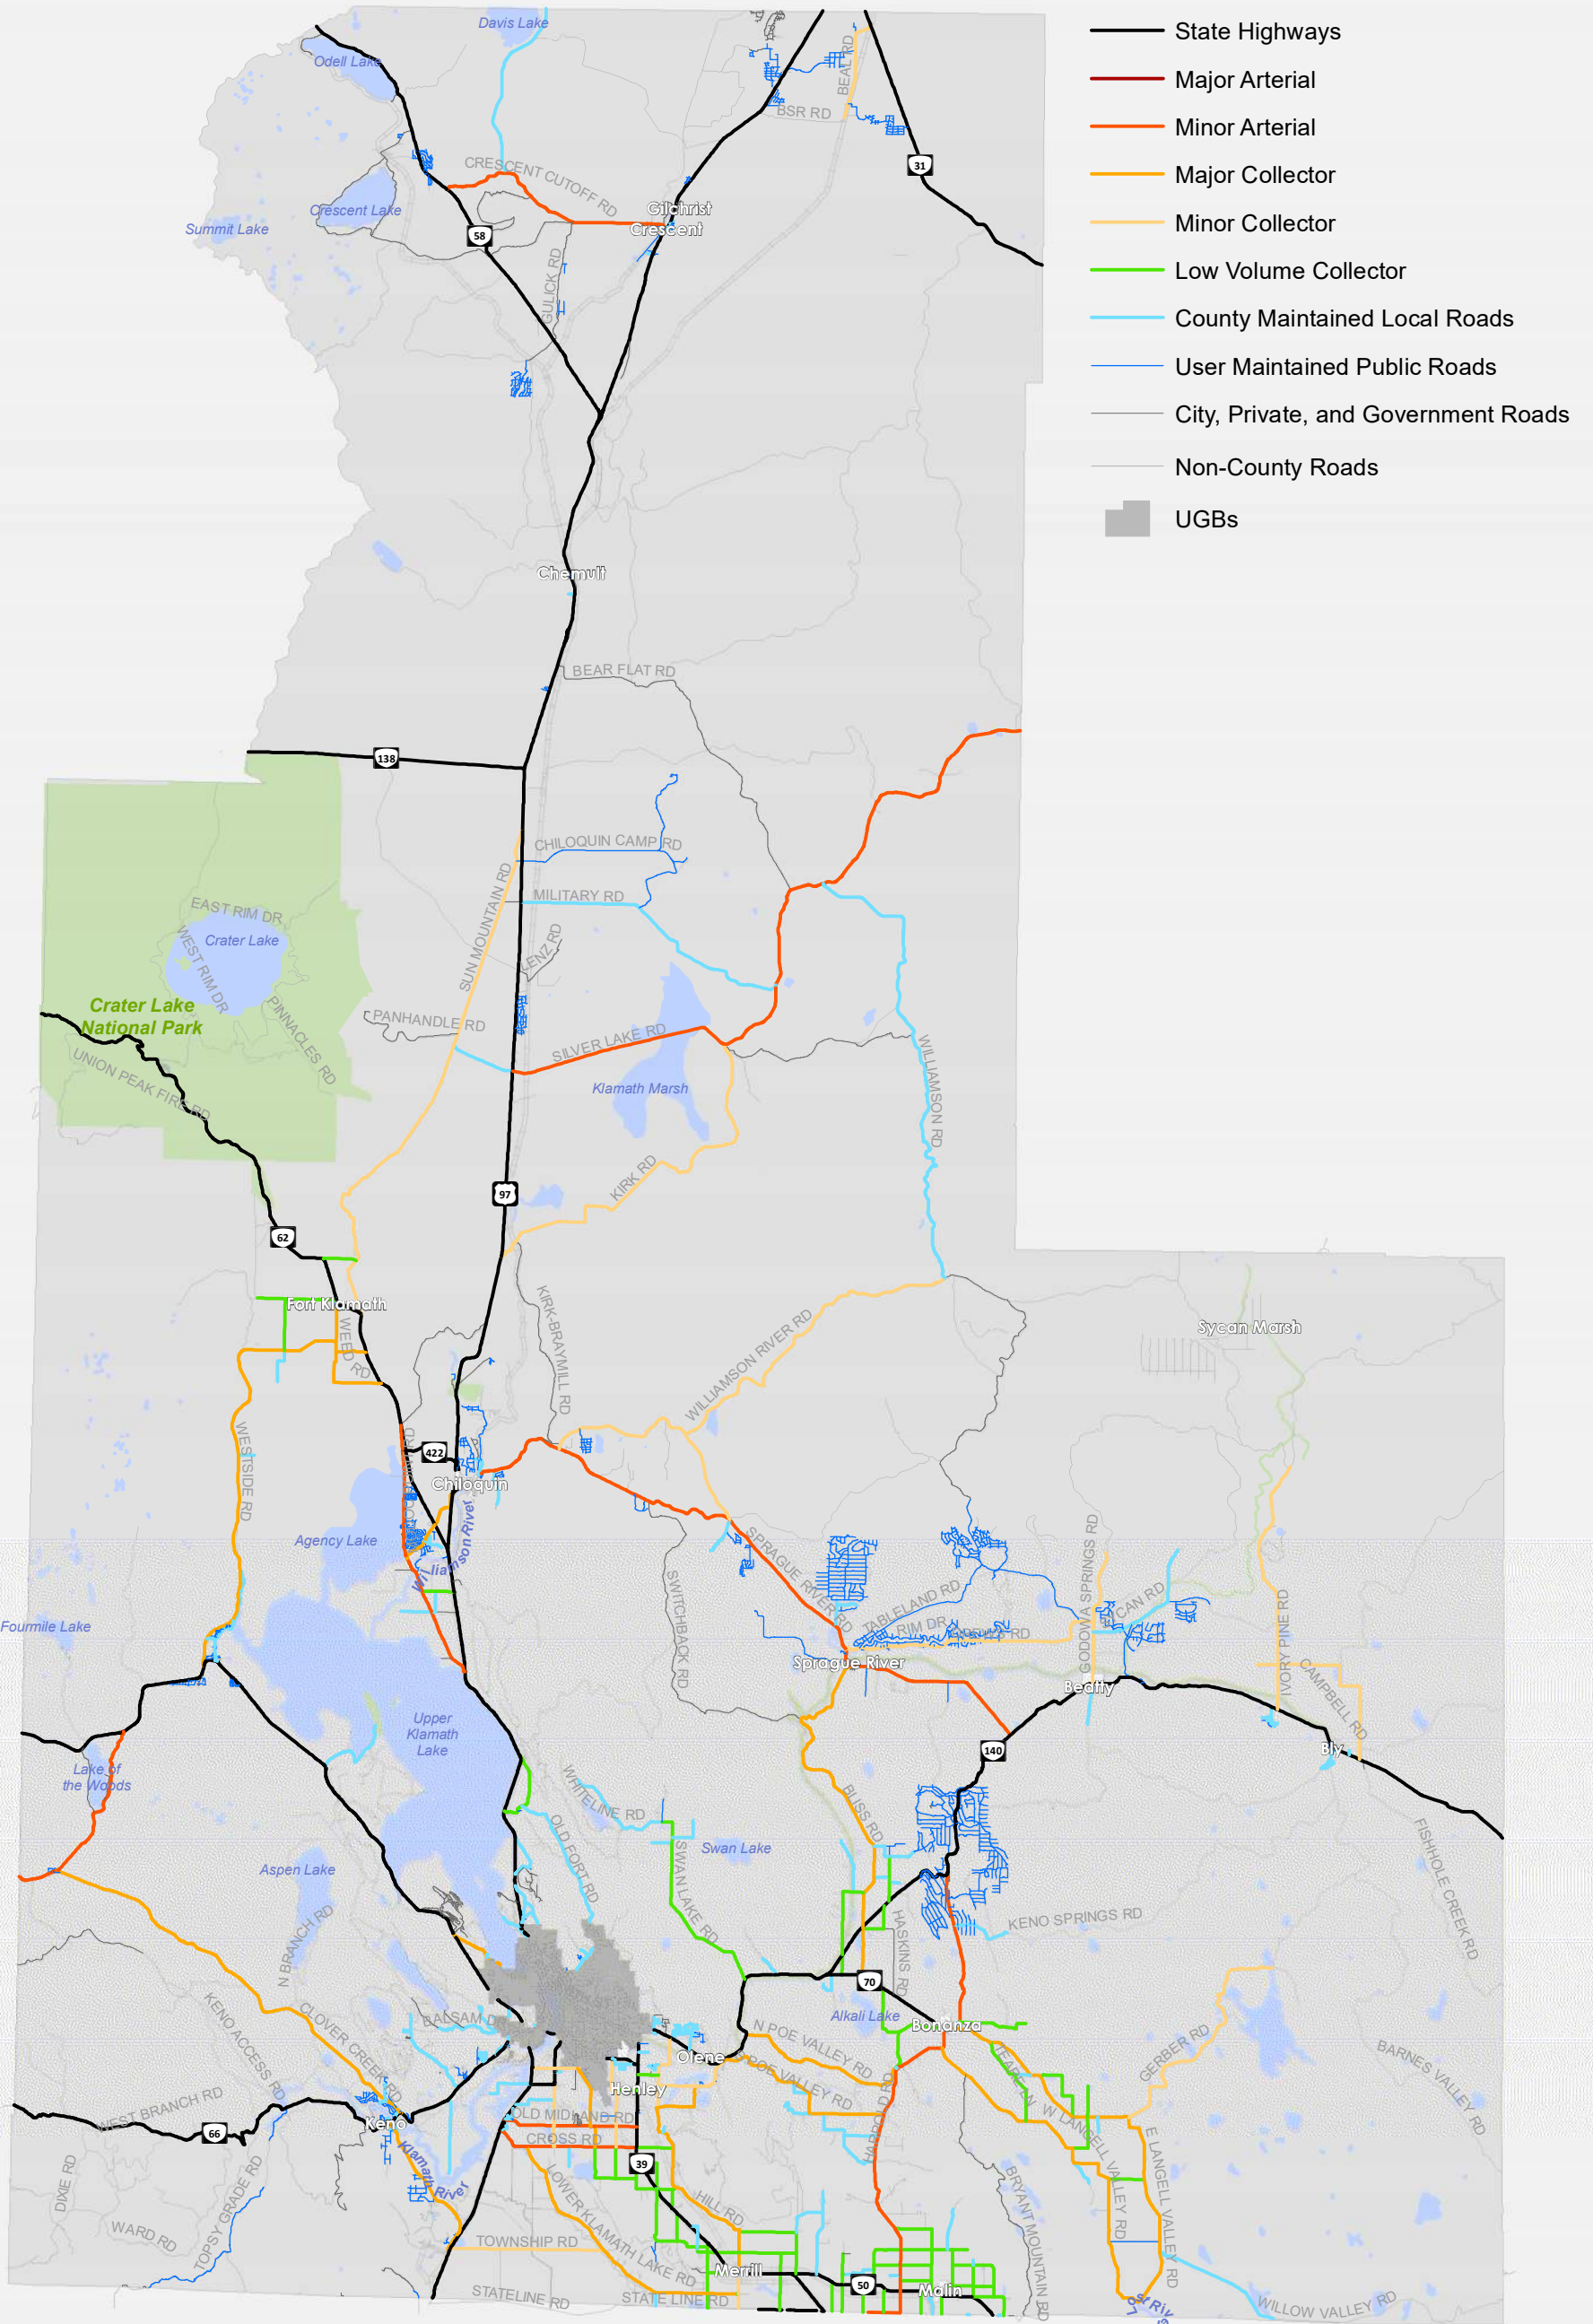 State Highways
Major Arterial
Minor Arterial
Major Collector
Minor Collector
Low Volume Collector
County Maintained Local Roads
User Maintained Public Roads
City, Private, and Government Roads
Non-County Roads
UGBs
Davis Lake
Odell Lake
BEAL RD
BSR RD
31
CRESCENT CUTOFF RD
Crescent Lake
Summit Lake
58
Gilchrist
Crescent
GULICK RD
Chemult
BEAR FLAT RD
138
CHILOQUIN CAMP RD
MILITARY RD
SUN MOUNTAIN RD
LENZ RD
EAST RIM DR
Crater Lake
WEST RIM DR
PINNACLES RD
Crater Lake
National Park
UNION PEAK FIRE RD
PANHANDLE RD
SILVER LAKE RD
Klamath Marsh
WILLIAMSON RD
KIRK RD
97
62
Fort Klamath
WEED RD
KIRK-BRAYMILL RD
WILLIAMSON RIVER RD
Sycan Marsh
WESTSIDE RD
422
Chiloquin
Agency Lake
Williamson River
SPRAGUE RIVER RD
SWITCHBACK RD
TABLELAND RD
RIM DR
GODOWA SPRINGS RD
IVORY PINE RD
CAMPBELL RD
Fourmile Lake
Sprague River
Beatty
140
Bly
Upper
Klamath
Lake
Lake of
the Woods
WHITELINE RD
OLD FORT RD
SWAN LAKE RD
Swan Lake
BLISS RD
Aspen Lake
N BRANCH RD
HASKINS RD
KENO SPRINGS RD
FISHHOLE CREEK RD
70
Alkali Lake
Bonanza
KENO ACCESS RD
CLOVER CREEK RD
Olene
N POE VALLEY RD
POE VALLEY RD
GERBER RD
BARNES VALLEY RD
Henley
WEST BRANCH RD
66
Keno
OLD MIDLAND RD
CROSS RD
HARPOLD RD
W LANGELL VALLEY RD
E LANGELL VALLEY RD
39
Klamath River
DIXIE RD
WARD RD
TOPSY GRADE RD
LOWER KLAMATH LAKE RD
HILL RD
BRYANT MOUNTAIN RD
TOWNSHIP RD
Merrill
50
Malin
STATELINE RD
STATE LINE RD
WILLOW VALLEY RD